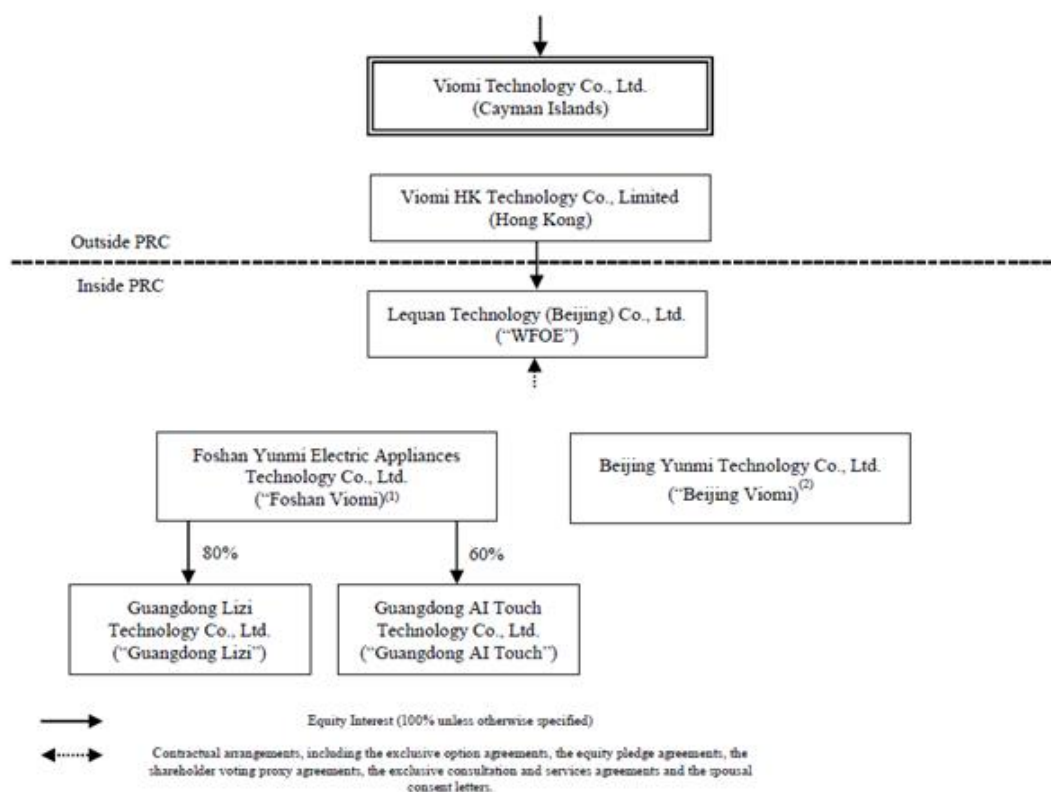 Viomi Technology Co., Ltd.
(Cayman Islands)
Viomi HK Technology Co., Limited
(Hong Kong)
Outside PRC
Inside PRC
Lequan Technology (Beijing) Co., Ltd.
(“WFOE”)
Foshan Yunmi Electric Appliances
Technology Co., Ltd.
(“Foshan Viomi)(1)
Beijing Yunmi Technology Co., Ltd.
(“Beijing Viomi)(2)
80%
60%
Guangdong Lizi
Technology Co., Ltd.
(“Guangdong Lizi”)
Guangdong AI Touch
Technology Co., Ltd.
(“Guangdong AI Touch”)
Equity Interest (100% unless otherwise specified)
Contractual arrangements, including the exclusive option agreements, the equity pledge agreements, the
shareholder voting proxy agreements, the exclusive consultation and services agreements and the spousal
consent letters.